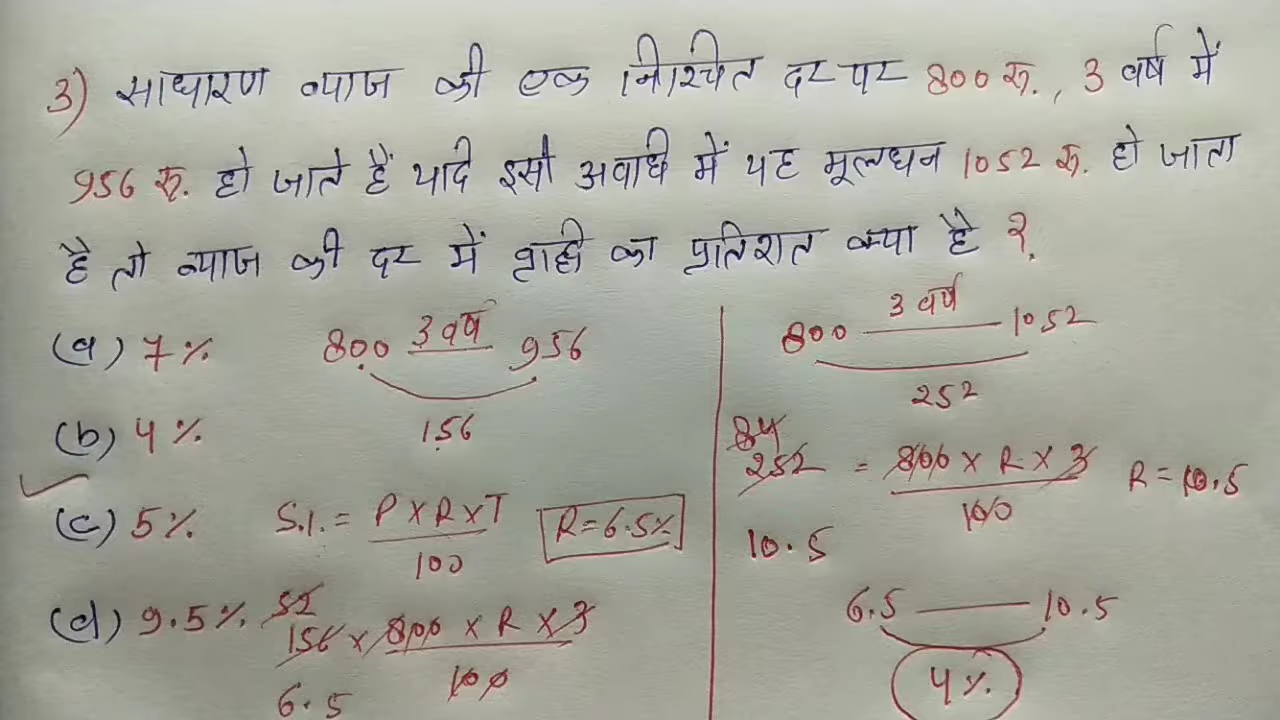 3) साधारण व्याज की एक निश्चित दर पर 800 रु., 3 वर्ष में
956 रु. हो जाते हैं यदि इसी अवधि में यह मूलधन 1052 रु. हो जाता
है तो व्याज की दर में वृद्दी का प्रतिशत क्या है ?
(a) 7%
(b) 4%
(c) 5%
(d) 9.5%
800 3 वर्ष 956
156
S.I. = P × R × T
100
R = 6.5%
52
156 × 800 × R × 3
100
6.5
800 3 वर्ष 1052
252
84
252 = 800 × R × 3
100
R = 10.5
10.5
6.5 — 10.5
4%